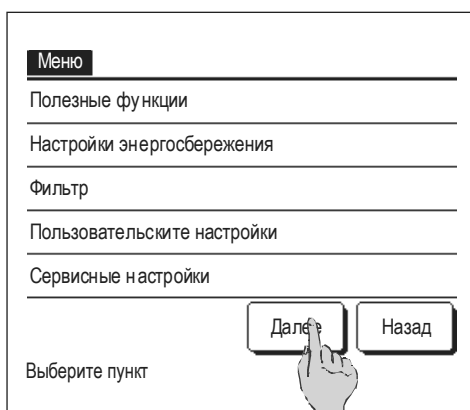 Меню
Полезные функции
Настройки энергосбережения
Фильтр
Пользовательските настройки
Сервисные настройки
Далее Назад
Выберите пункт